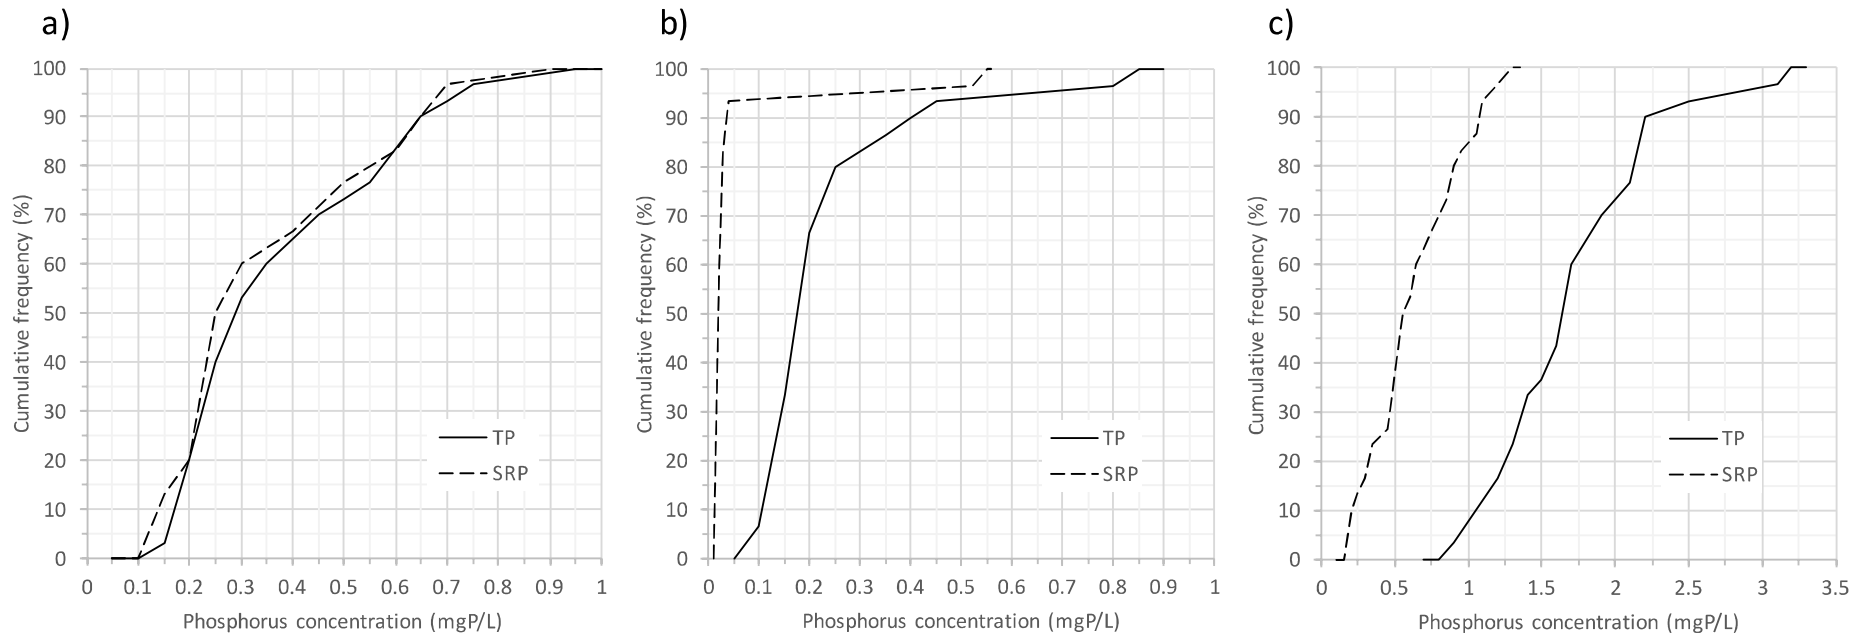 a)
Cumulative frequency (%)
100
90
80
70
60
50
40
30
20
10
0
TP
SRP
0 0.1 0.2 0.3 0.4 0.5 0.6 0.7 0.8 0.9 1
Phosphorus concentration (mgP/L)
b)
Cumulative frequency (%)
100
90
80
70
60
50
40
30
20
10
0
TP
SRP
0 0.1 0.2 0.3 0.4 0.5 0.6 0.7 0.8 0.9 1
Phosphorus concentration (mgP/L)
c)
Cumulative frequency (%)
100
90
80
70
60
50
40
30
20
10
0
TP
SRP
0 0.5 1 1.5 2 2.5 3 3.5
Phosphorus concentration (mgP/L)